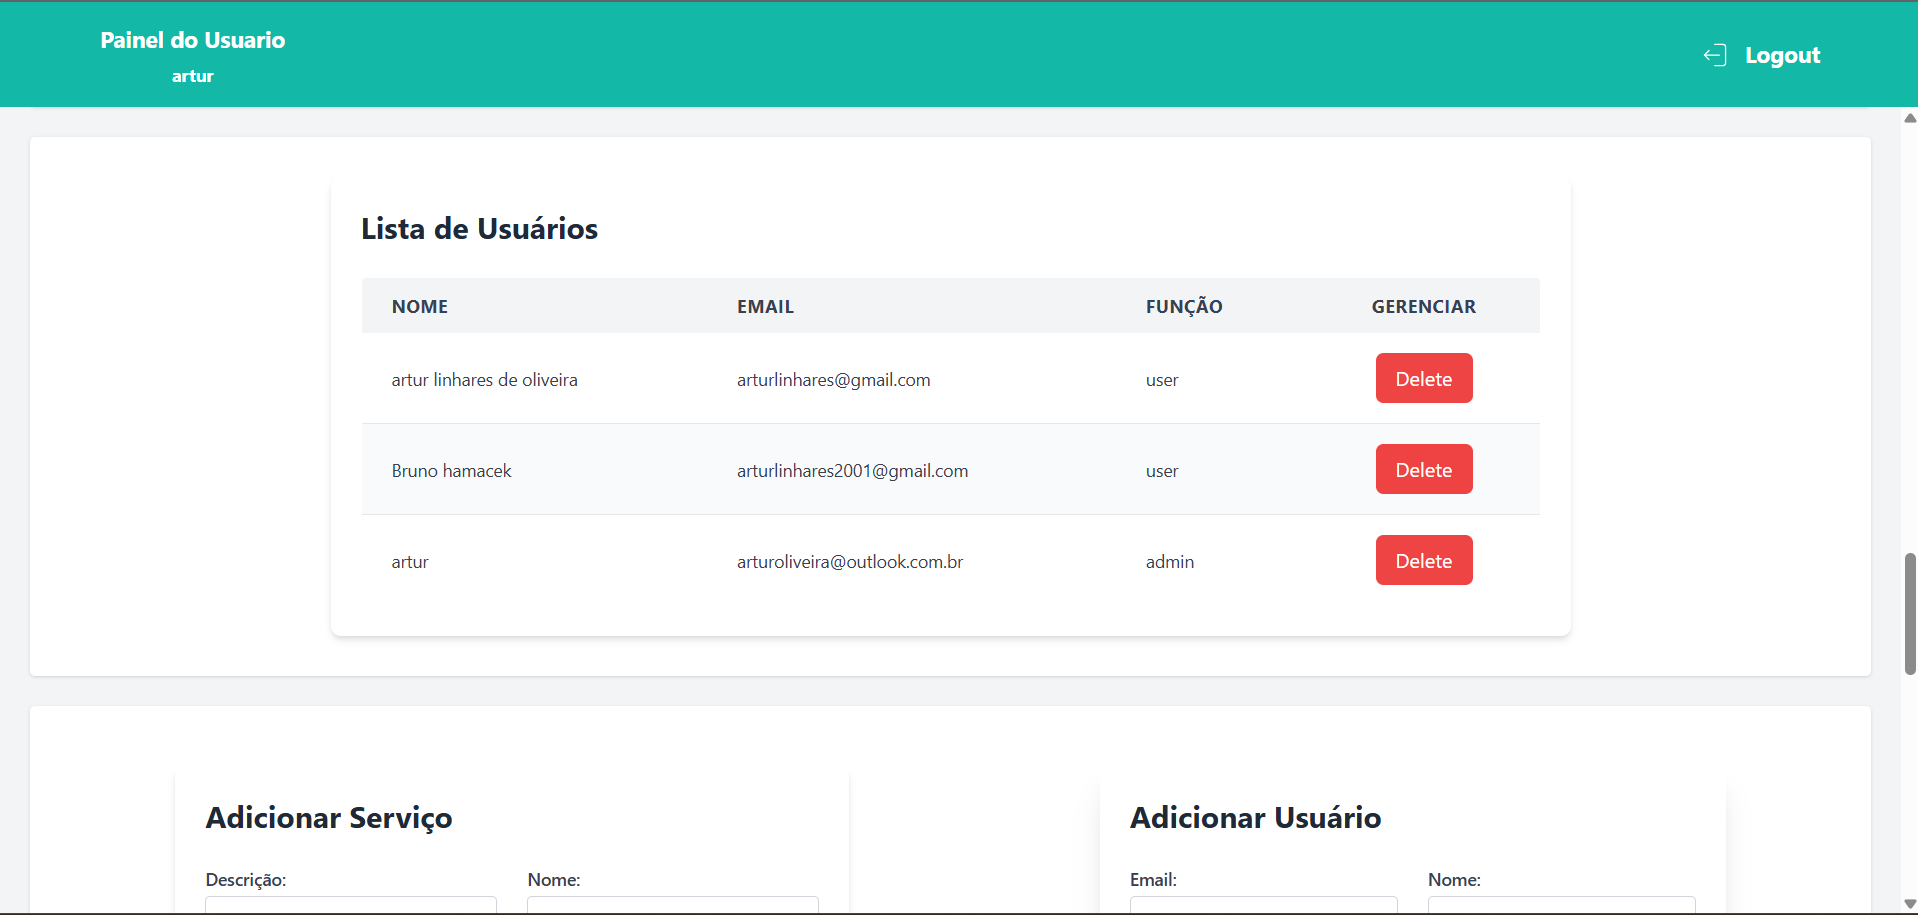 Painel do Usuario
artur
Logout
Lista de Usuários
NOME EMAIL FUNÇÃO GERENCIAR
artur linhares de oliveira arturlinhares@gmail.com user Delete
Bruno hamacek arturlinhares2001@gmail.com user Delete
artur arturoliveira@outlook.com.br admin Delete
Adicionar Serviço Adicionar Usuário
Descrição: Nome: Email: Nome: